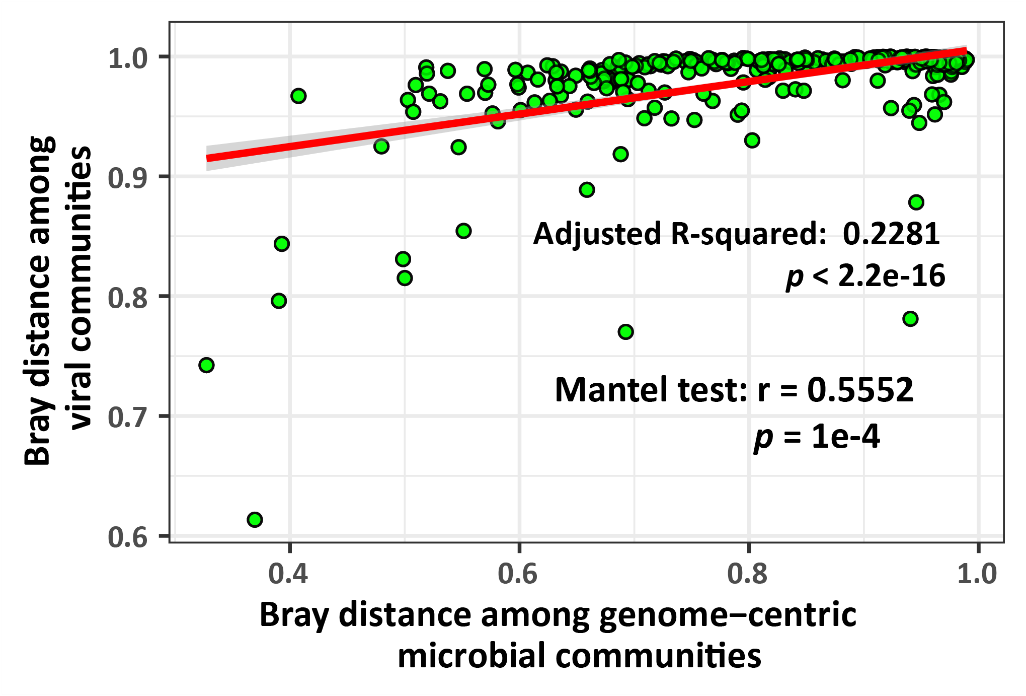 Bray distance among
viral communities
1.0
0.9
0.8
0.7
0.6
Adjusted R-squared: 0.2281
p < 2.2e-16
Mantel test: r = 0.5552
p = 1e-4
0.4 0.6 0.8 1.0
Bray distance among genome−centric
microbial communities